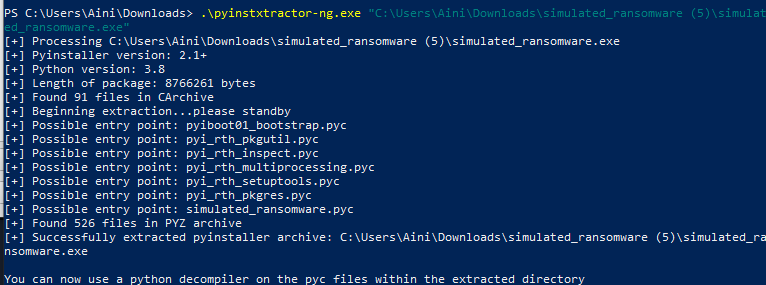 PS C:\Users\Aini\Downloads> .\pyinstxtractor-ng.exe "C:\Users\Aini\Downloads\simulated_ransomware (5)\simulat
ed_ransomware.exe"
[+] Processing C:\Users\Aini\Downloads\simulated_ransomware (5)\simulated_ransomware.exe
[+] Pyinstaller version: 2.1+
[+] Python version: 3.8
[+] Length of package: 8766261 bytes
[+] Found 91 files in CArchive
[+] Beginning extraction...please standby
[+] Possible entry point: pyiboot01_bootstrap.pyc
[+] Possible entry point: pyi_rth_pkgutil.pyc
[+] Possible entry point: pyi_rth_inspect.pyc
[+] Possible entry point: pyi_rth_multiprocessing.pyc
[+] Possible entry point: pyi_rth_setuptools.pyc
[+] Possible entry point: pyi_rth_pkgres.pyc
[+] Possible entry point: simulated_ransomware.pyc
[+] Found 526 files in PYZ archive
[+] Successfully extracted pyinstaller archive: C:\Users\Aini\Downloads\simulated_ransomware (5)\simulated_ra
nsomware.exe
You can now use a python decompiler on the pyc files within the extracted directory